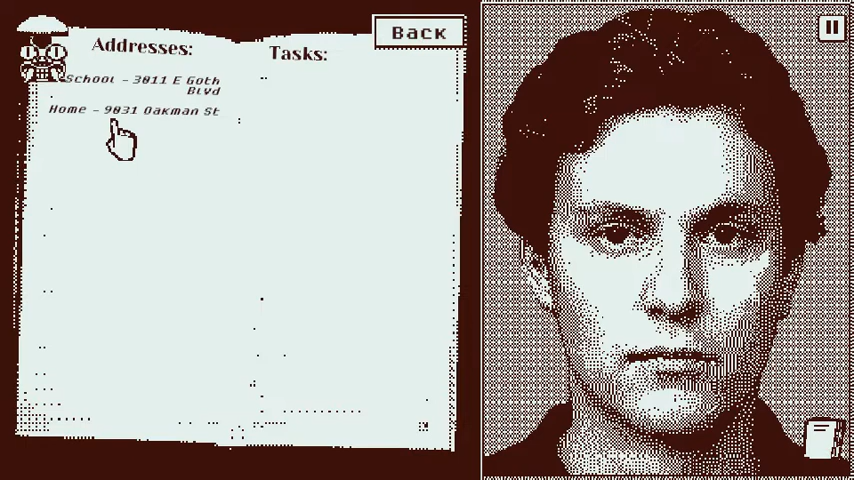 Back
Addresses:
Tasks:
School - 3011 E Goth
Blvd
Home - 9031 Oakman St